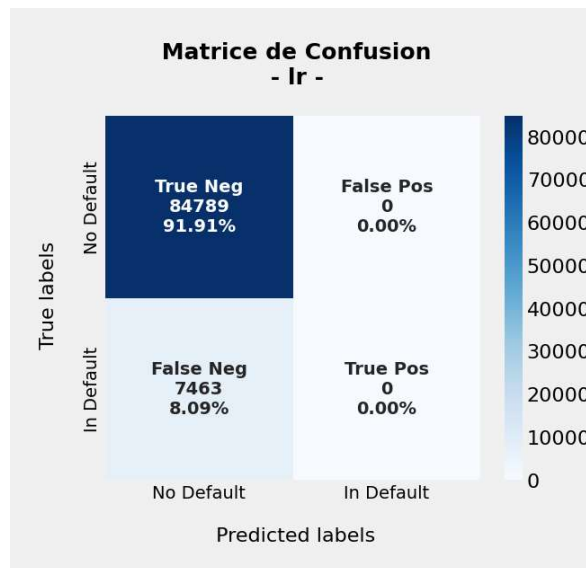 Matrice de Confusion
- lr -
True labels
No Default
In Default
True Neg
84789
91.91%
False Pos
0
0.00%
False Neg
7463
8.09%
True Pos
0
0.00%
No Default
In Default
Predicted labels
80000
70000
60000
50000
40000
30000
20000
10000
0